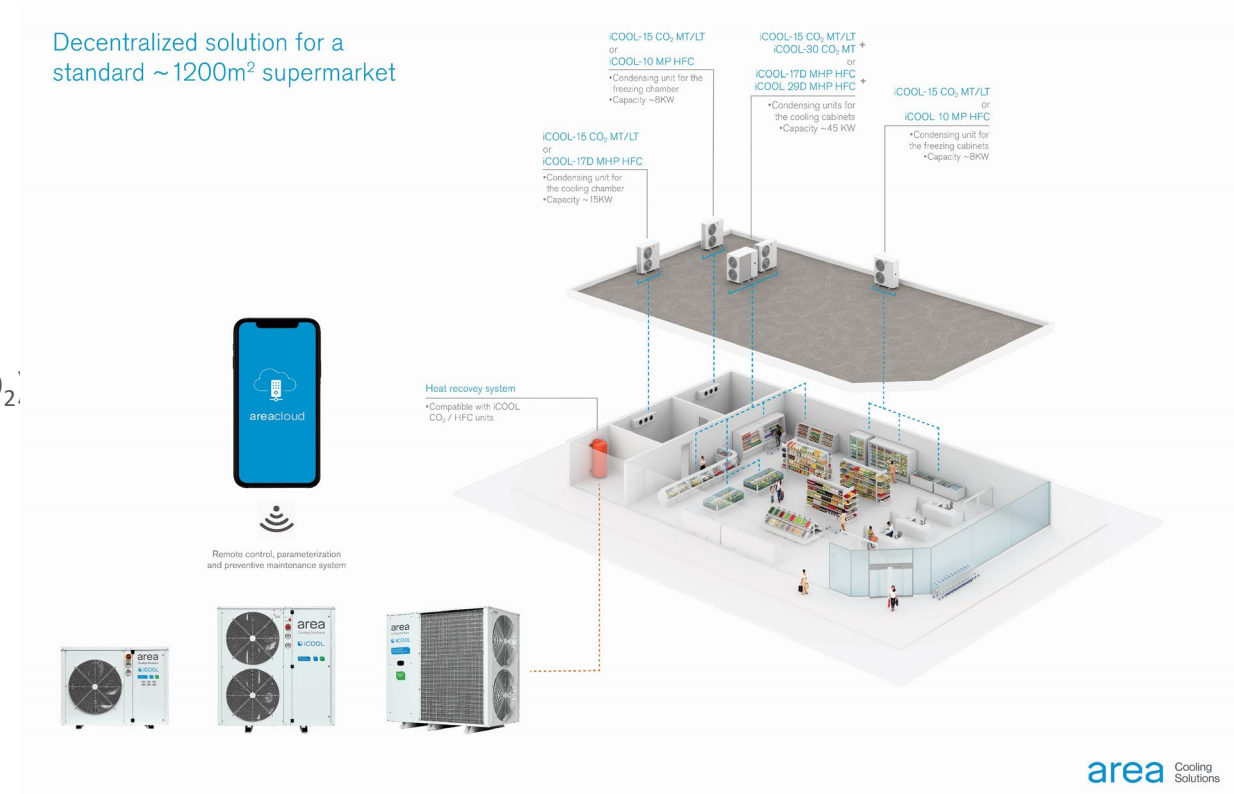 Decentralized solution for a
standard ~1200m² supermarket
iCOOL-15 CO₂ MT/LT
or
iCOOL-10 MP HFC
•Condensing unit for the
freezing chamber
•Capacity ~8KW
iCOOL-15 CO₂ MT/LT
iCOOL-30 CO₂ MT +
or
iCOOL-17D MHP HFC
iCOOL 29D MHP HFC +
•Condensing units for
the cooling cabinets
•Capacity ~45 KW
iCOOL-15 CO₂ MT/LT
or
iCOOL 10 MP HFC
•Condensing unit for
the freezing cabinets
•Capacity ~8KW
iCOOL-15 CO₂ MT/LT
or
iCOOL-17D MHP HFC
•Condensing unit for
the cooling chamber
•Capacity ~15KW
areacloud
Heat recovey system
•Compatible with iCOOL
CO₂ / HFC units
Remote control, parameterization
and preventive maintenance system
area
iCOOL
area
Cooling Solutions
iCOOL
area
iCOOL
area Cooling
Solutions